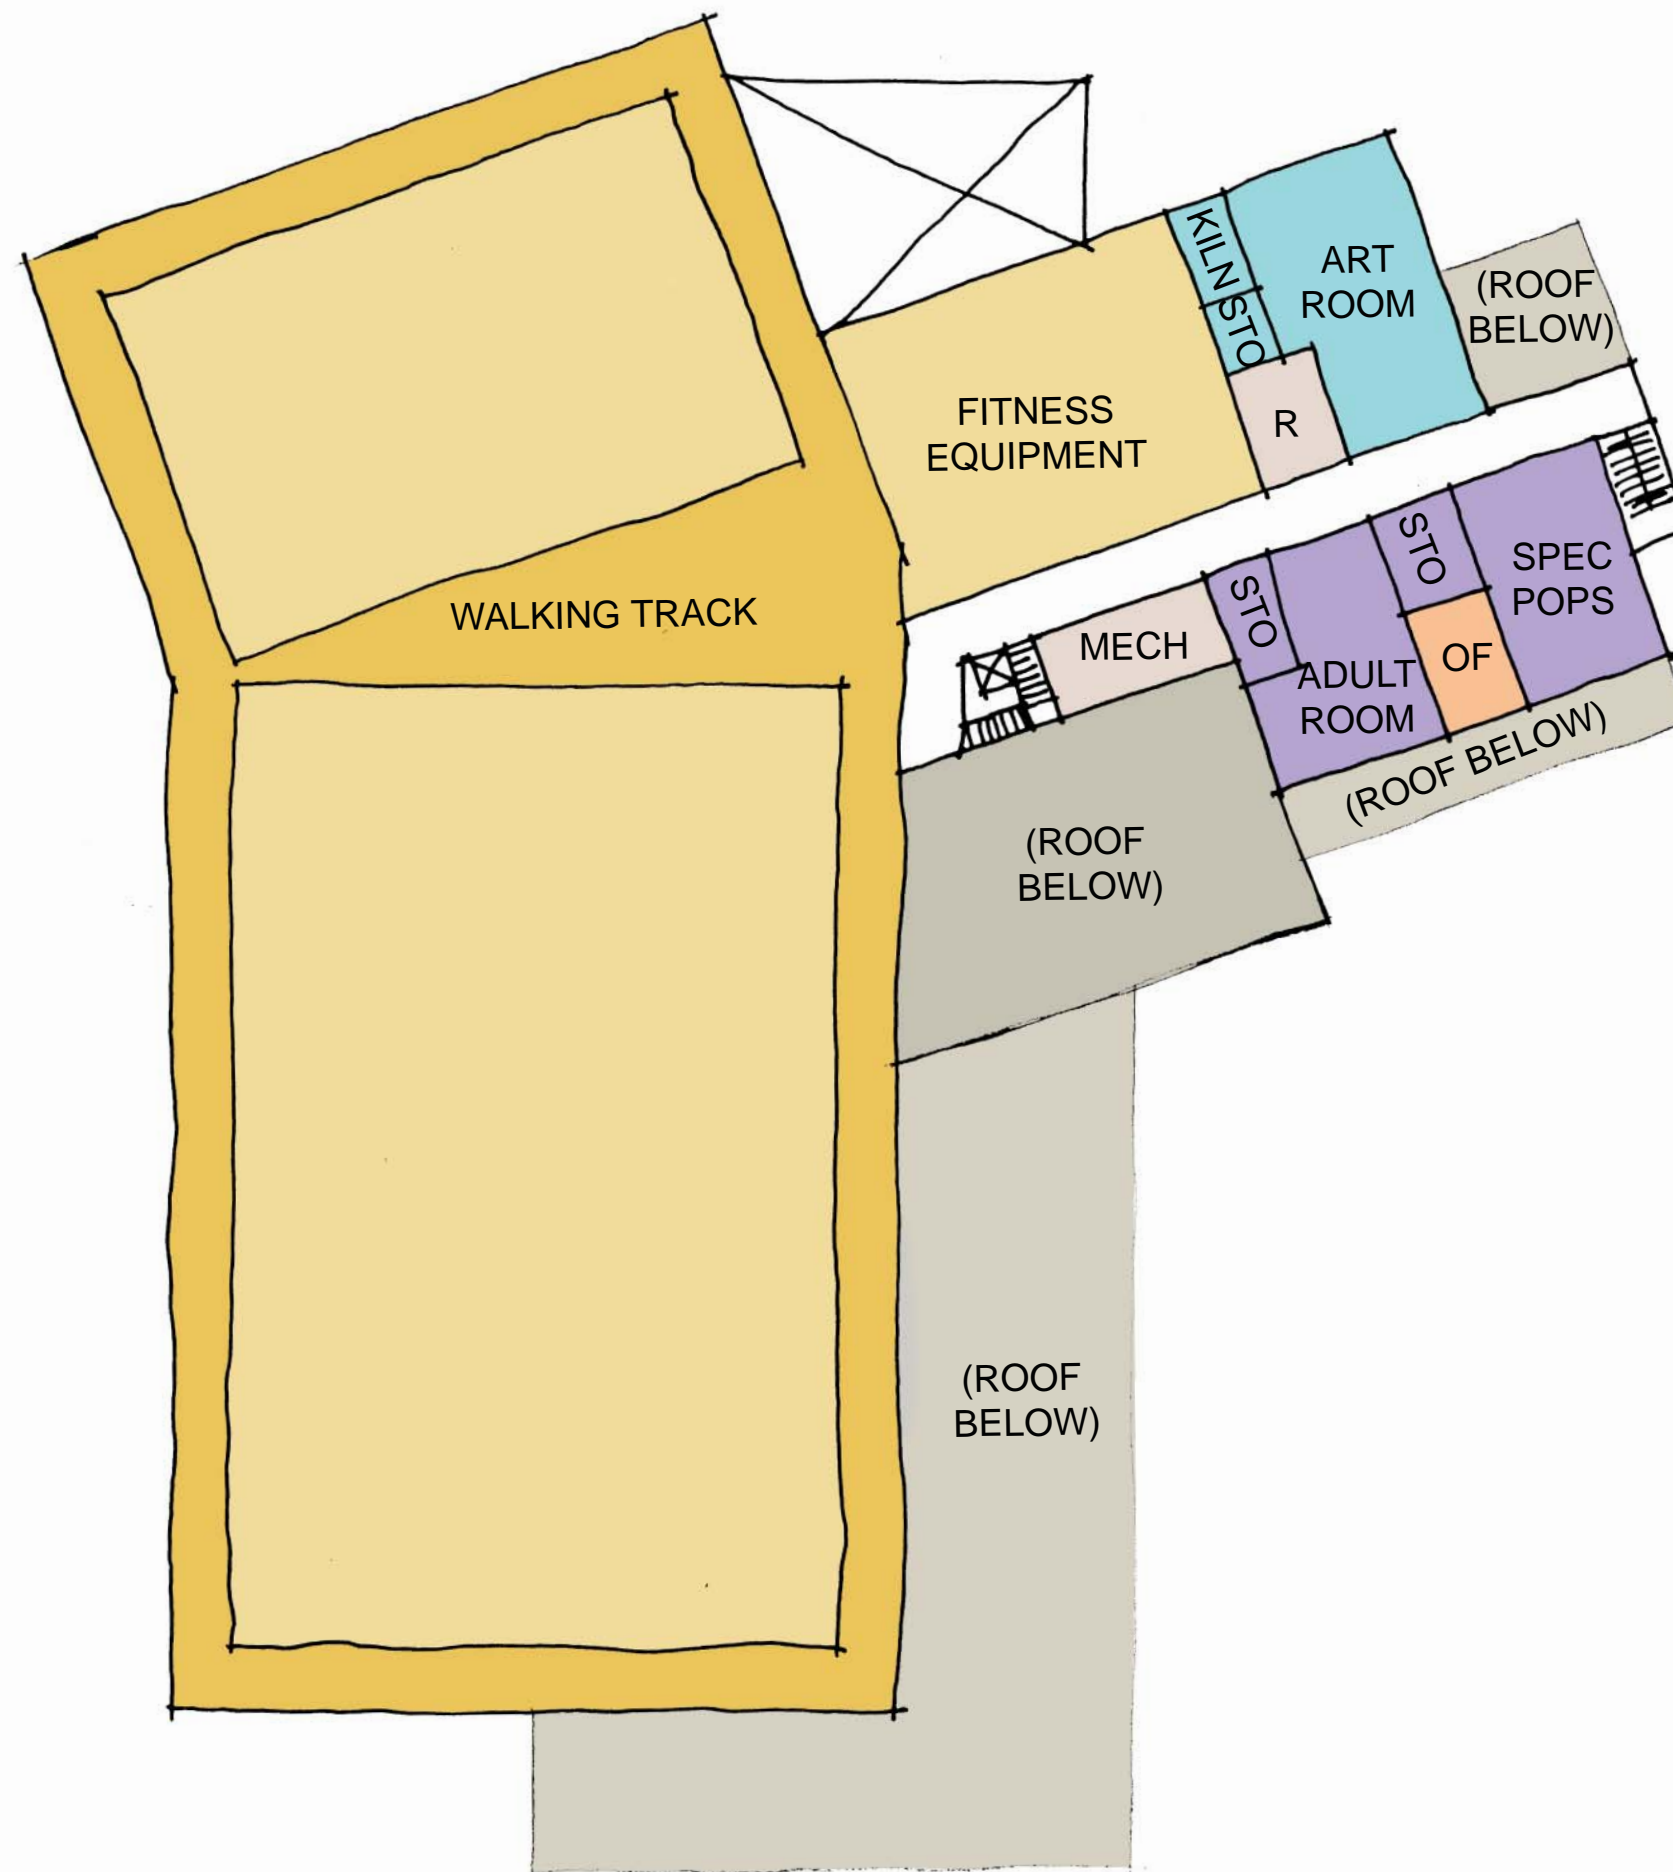 KILN
STO
ART
ROOM
(ROOF
BELOW)
FITNESS
EQUIPMENT
R
WALKING TRACK
MECH
STO
ADULT
ROOM
STO
OF
SPEC
POPS
(ROOF BELOW)
(ROOF
BELOW)
(ROOF
BELOW)